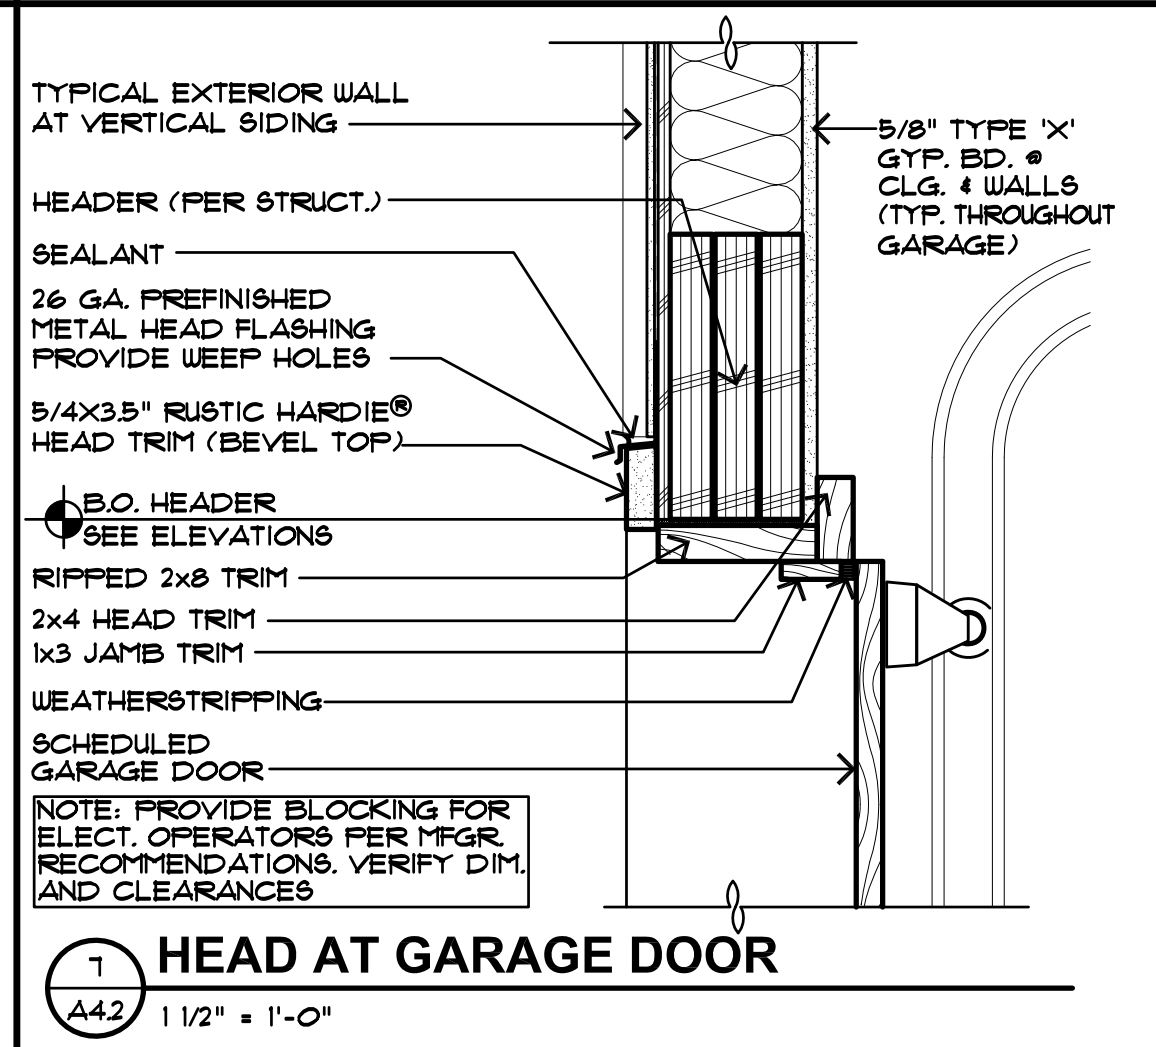 TYPICAL EXTERIOR WALL
AT VERTICAL SIDING
HEADER (PER STRUCT.)
SEALANT
26 GA. PREFINISHED
METAL HEAD FLASHING
PROVIDE WEEP HOLES
5/4X3.5" RUSTIC HARDIE®
HEAD TRIM (BEVEL TOP)
B.O. HEADER
SEE ELEVATIONS
RIPPED 2x8 TRIM
2x4 HEAD TRIM
1x3 JAMB TRIM
WEATHERSTRIPPING
SCHEDULED
GARAGE DOOR
NOTE: PROVIDE BLOCKING FOR
ELECT. OPERATORS PER MFGR.
RECOMMENDATIONS. VERIFY DIM.
AND CLEARANCES
5/8" TYPE 'X'
GYP. BD. @
CLG. & WALLS
(TYP. THROUGHOUT
GARAGE)
7
A4.2
HEAD AT GARAGE DOOR
1 1/2" = 1'-0"